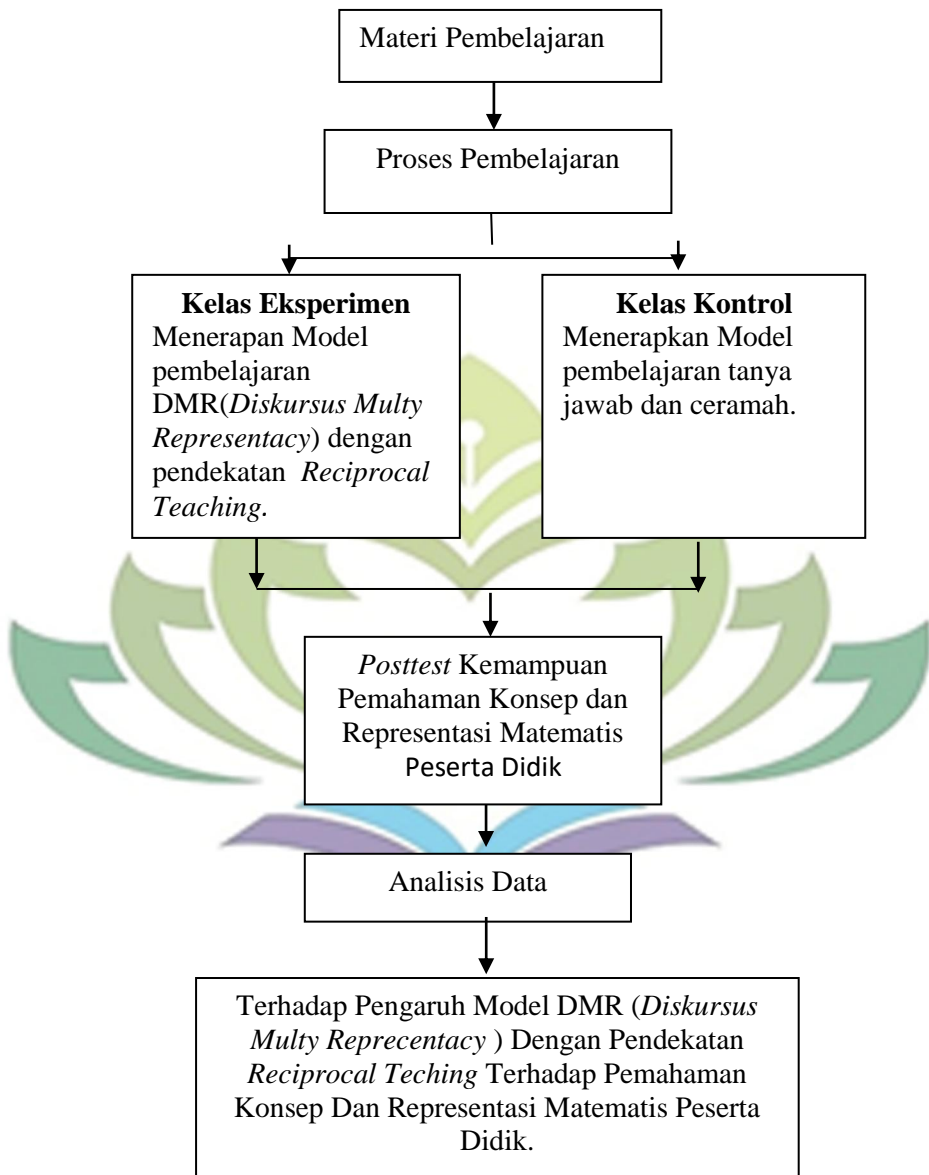 Materi Pembelajaran
Proses Pembelajaran
Kelas Eksperimen
Menerapan Model
pembelajaran
DMR(Diskursus Multy
Representacy) dengan
pendekatan Reciprocal
Teaching.
Kelas Kontrol
Menerapkan Model
pembelajaran tanya
jawab dan ceramah.
Posttest Kemampuan
Pemahaman Konsep dan
Representasi Matematis
Peserta Didik
Analisis Data
Terhadap Pengaruh Model DMR (Diskursus
Multy Reprecentacy ) Dengan Pendekatan
Reciprocal Teching Terhadap Pemahaman
Konsep Dan Representasi Matematis Peserta
Didik.